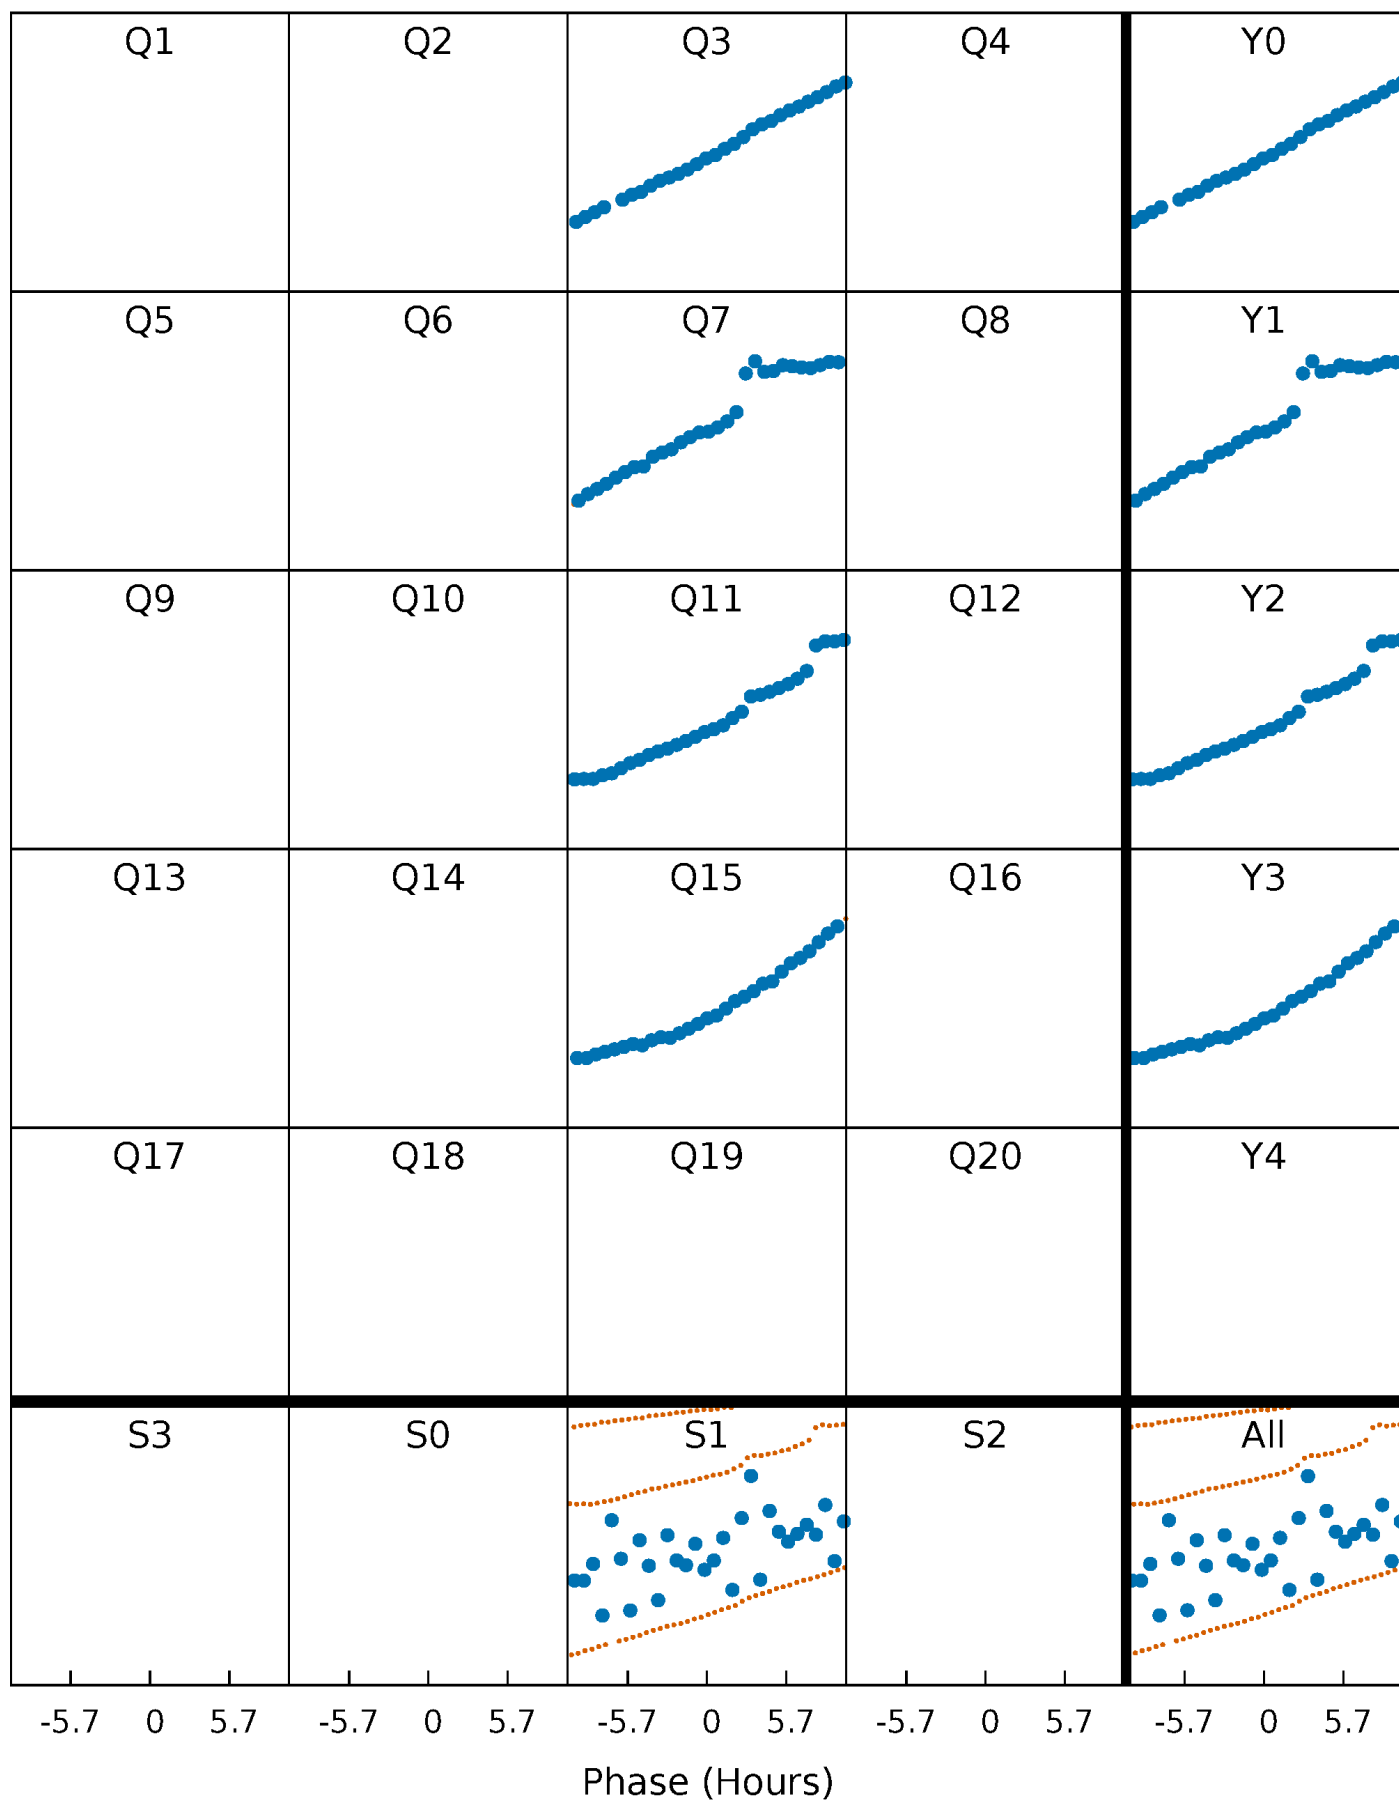 Q1 Q2 Q3 Q4 Y0
Q5 Q6 Q7 Q8 Y1
Q9 Q10 Q11 Q12 Y2
Q13 Q14 Q15 Q16 Y3
Q17 Q18 Q19 Q20 Y4
S3 S0 S1 S2 All
-5.7 0 5.7 -5.7 0 5.7 -5.7 0 5.7 -5.7 0 5.7 -5.7 0 5.7
Phase (Hours)